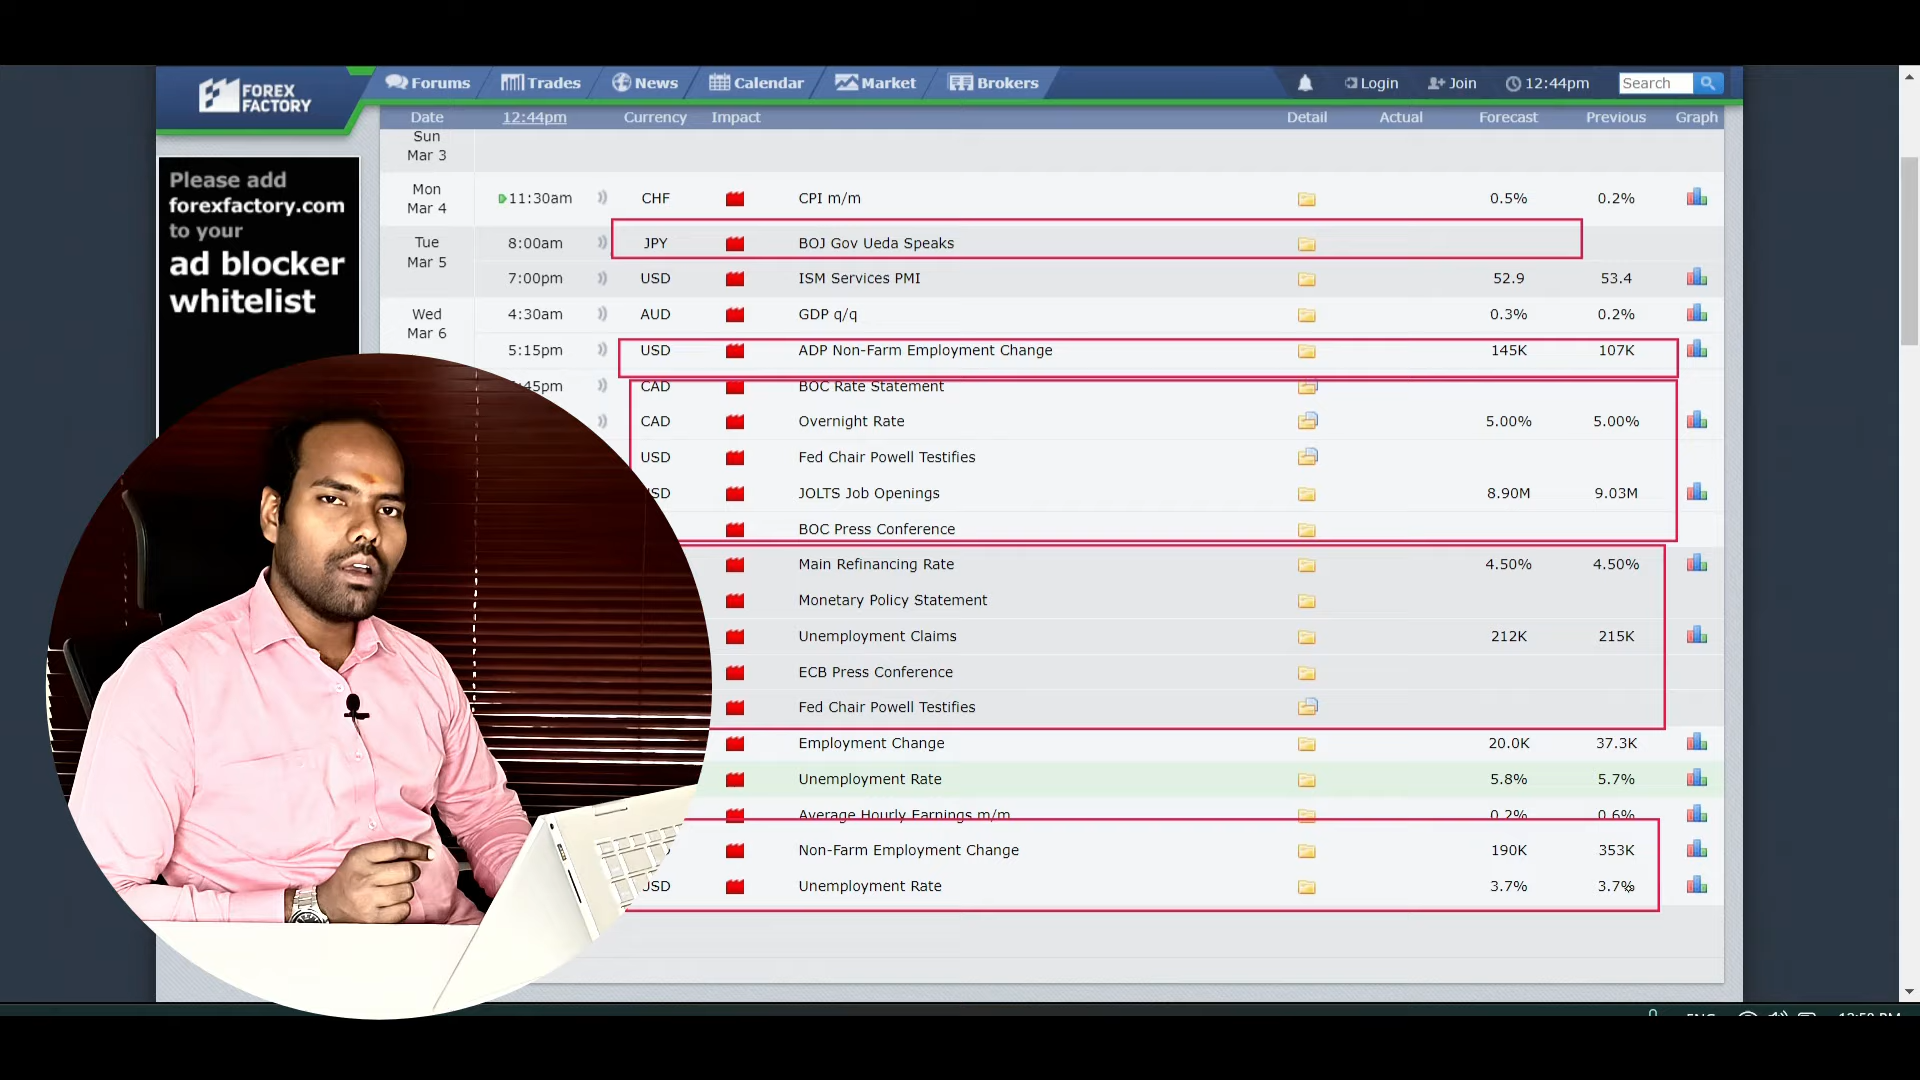 FOREX
FACTORY
Forums Trades News Calendar Market Brokers Login Join 12:44pm Search
Date 12:44pm Currency Impact Detail Actual Forecast Previous Graph
Sun
Mar 3
Please add
forexfactory.com
to your
ad blocker
whitelist
Mon
Mar 4
11:30am CHF CPI m/m 0.5% 0.2%
Tue
Mar 5
8:00am JPY BOJ Gov Ueda Speaks
7:00pm USD ISM Services PMI 52.9 53.4
Wed
Mar 6
4:30am AUD GDP q/q 0.3% 0.2%
5:15pm USD ADP Non-Farm Employment Change 145K 107K
:45pm CAD BOC Rate Statement
CAD Overnight Rate 5.00% 5.00%
USD Fed Chair Powell Testifies
USD JOLTS Job Openings 8.90M 9.03M
BOC Press Conference
Main Refinancing Rate 4.50% 4.50%
Monetary Policy Statement
Unemployment Claims 212K 215K
ECB Press Conference
Fed Chair Powell Testifies
Employment Change 20.0K 37.3K
Unemployment Rate 5.8% 5.7%
Average Hourly Earnings m/m 0.2% 0.6%
Non-Farm Employment Change 190K 353K
USD Unemployment Rate 3.7% 3.7%